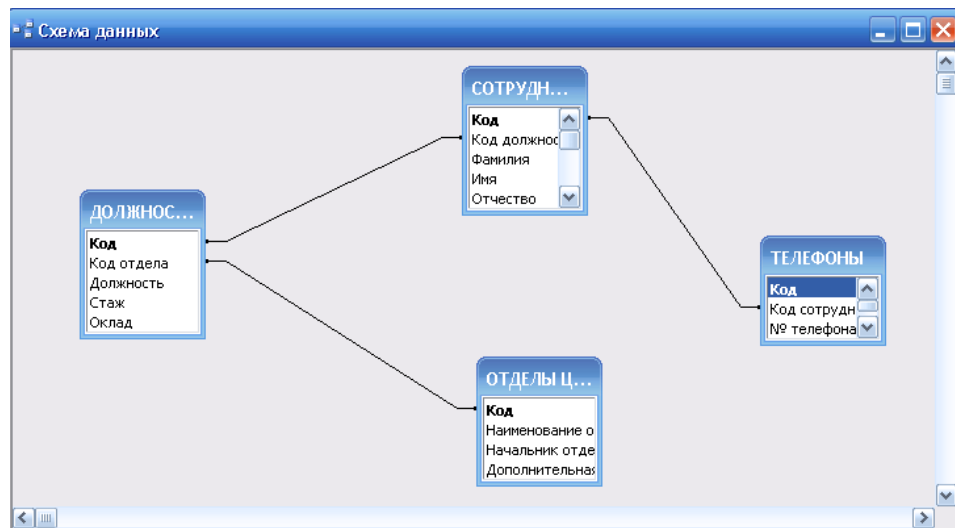 Схема данных
СОТРУДН...
Код
Код должнос
Фамилия
Имя
Отчество
ДОЛЖНОС...
Код
Код отдела
Должность
Стаж
Оклад
ТЕЛЕФОНЫ
Код
Код сотрудн
№ телефона
ОТДЕЛЫ Ц...
Код
Наименование о
Начальник отде
Дополнительная